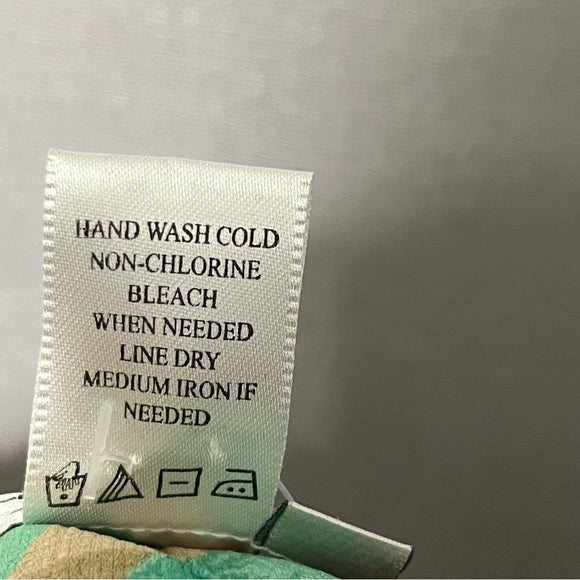 HAND WASH COLD
NON-CHLORINE
BLEACH
WHEN NEEDED
LINE DRY
MEDIUM IRON IF
NEEDED